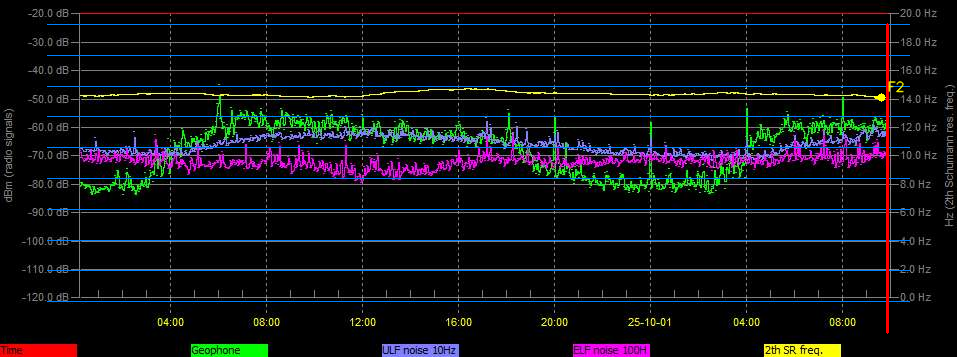 -20.0 dB 20.0 Hz
-30.0 dB 18.0 Hz
-40.0 dB 16.0 Hz
F2
-50.0 dB 14.0 Hz
-60.0 dB 12.0 Hz
-70.0 dB 10.0 Hz
-80.0 dB 8.0 Hz
-90.0 dB 6.0 Hz
-100.0 dB 4.0 Hz
-110.0 dB 2.0 Hz
-120.0 dB 0.0 Hz
dBm (radio signals)
Hz (2th Schumann res. freq.)
04:00 08:00 12:00 16:00 20:00 25-10-01 04:00 08:00
Time Geophone ULF noise 10Hz ELF noise 100H 2th SR freq.